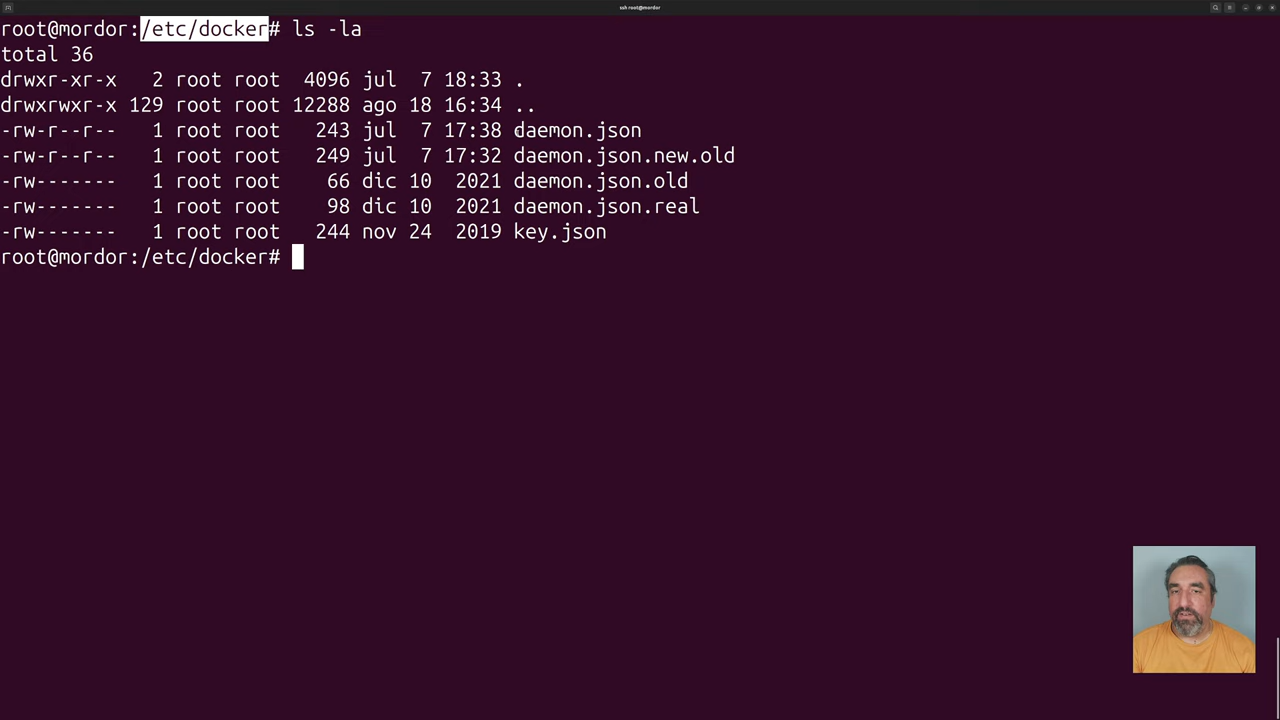 ssh root@mordor
root@mordor:/etc/docker# ls -la
total 36
drwxr-xr-x   2 root root  4096 jul  7 18:33 .
drwxrwxr-x 129 root root 12288 ago 18 16:34 ..
-rw-r--r--   1 root root   243 jul  7 17:38 daemon.json
-rw-r--r--   1 root root   249 jul  7 17:32 daemon.json.new.old
-rw-------   1 root root    66 dic 10  2021 daemon.json.old
-rw-------   1 root root    98 dic 10  2021 daemon.json.real
-rw-------   1 root root   244 nov 24  2019 key.json
root@mordor:/etc/docker#